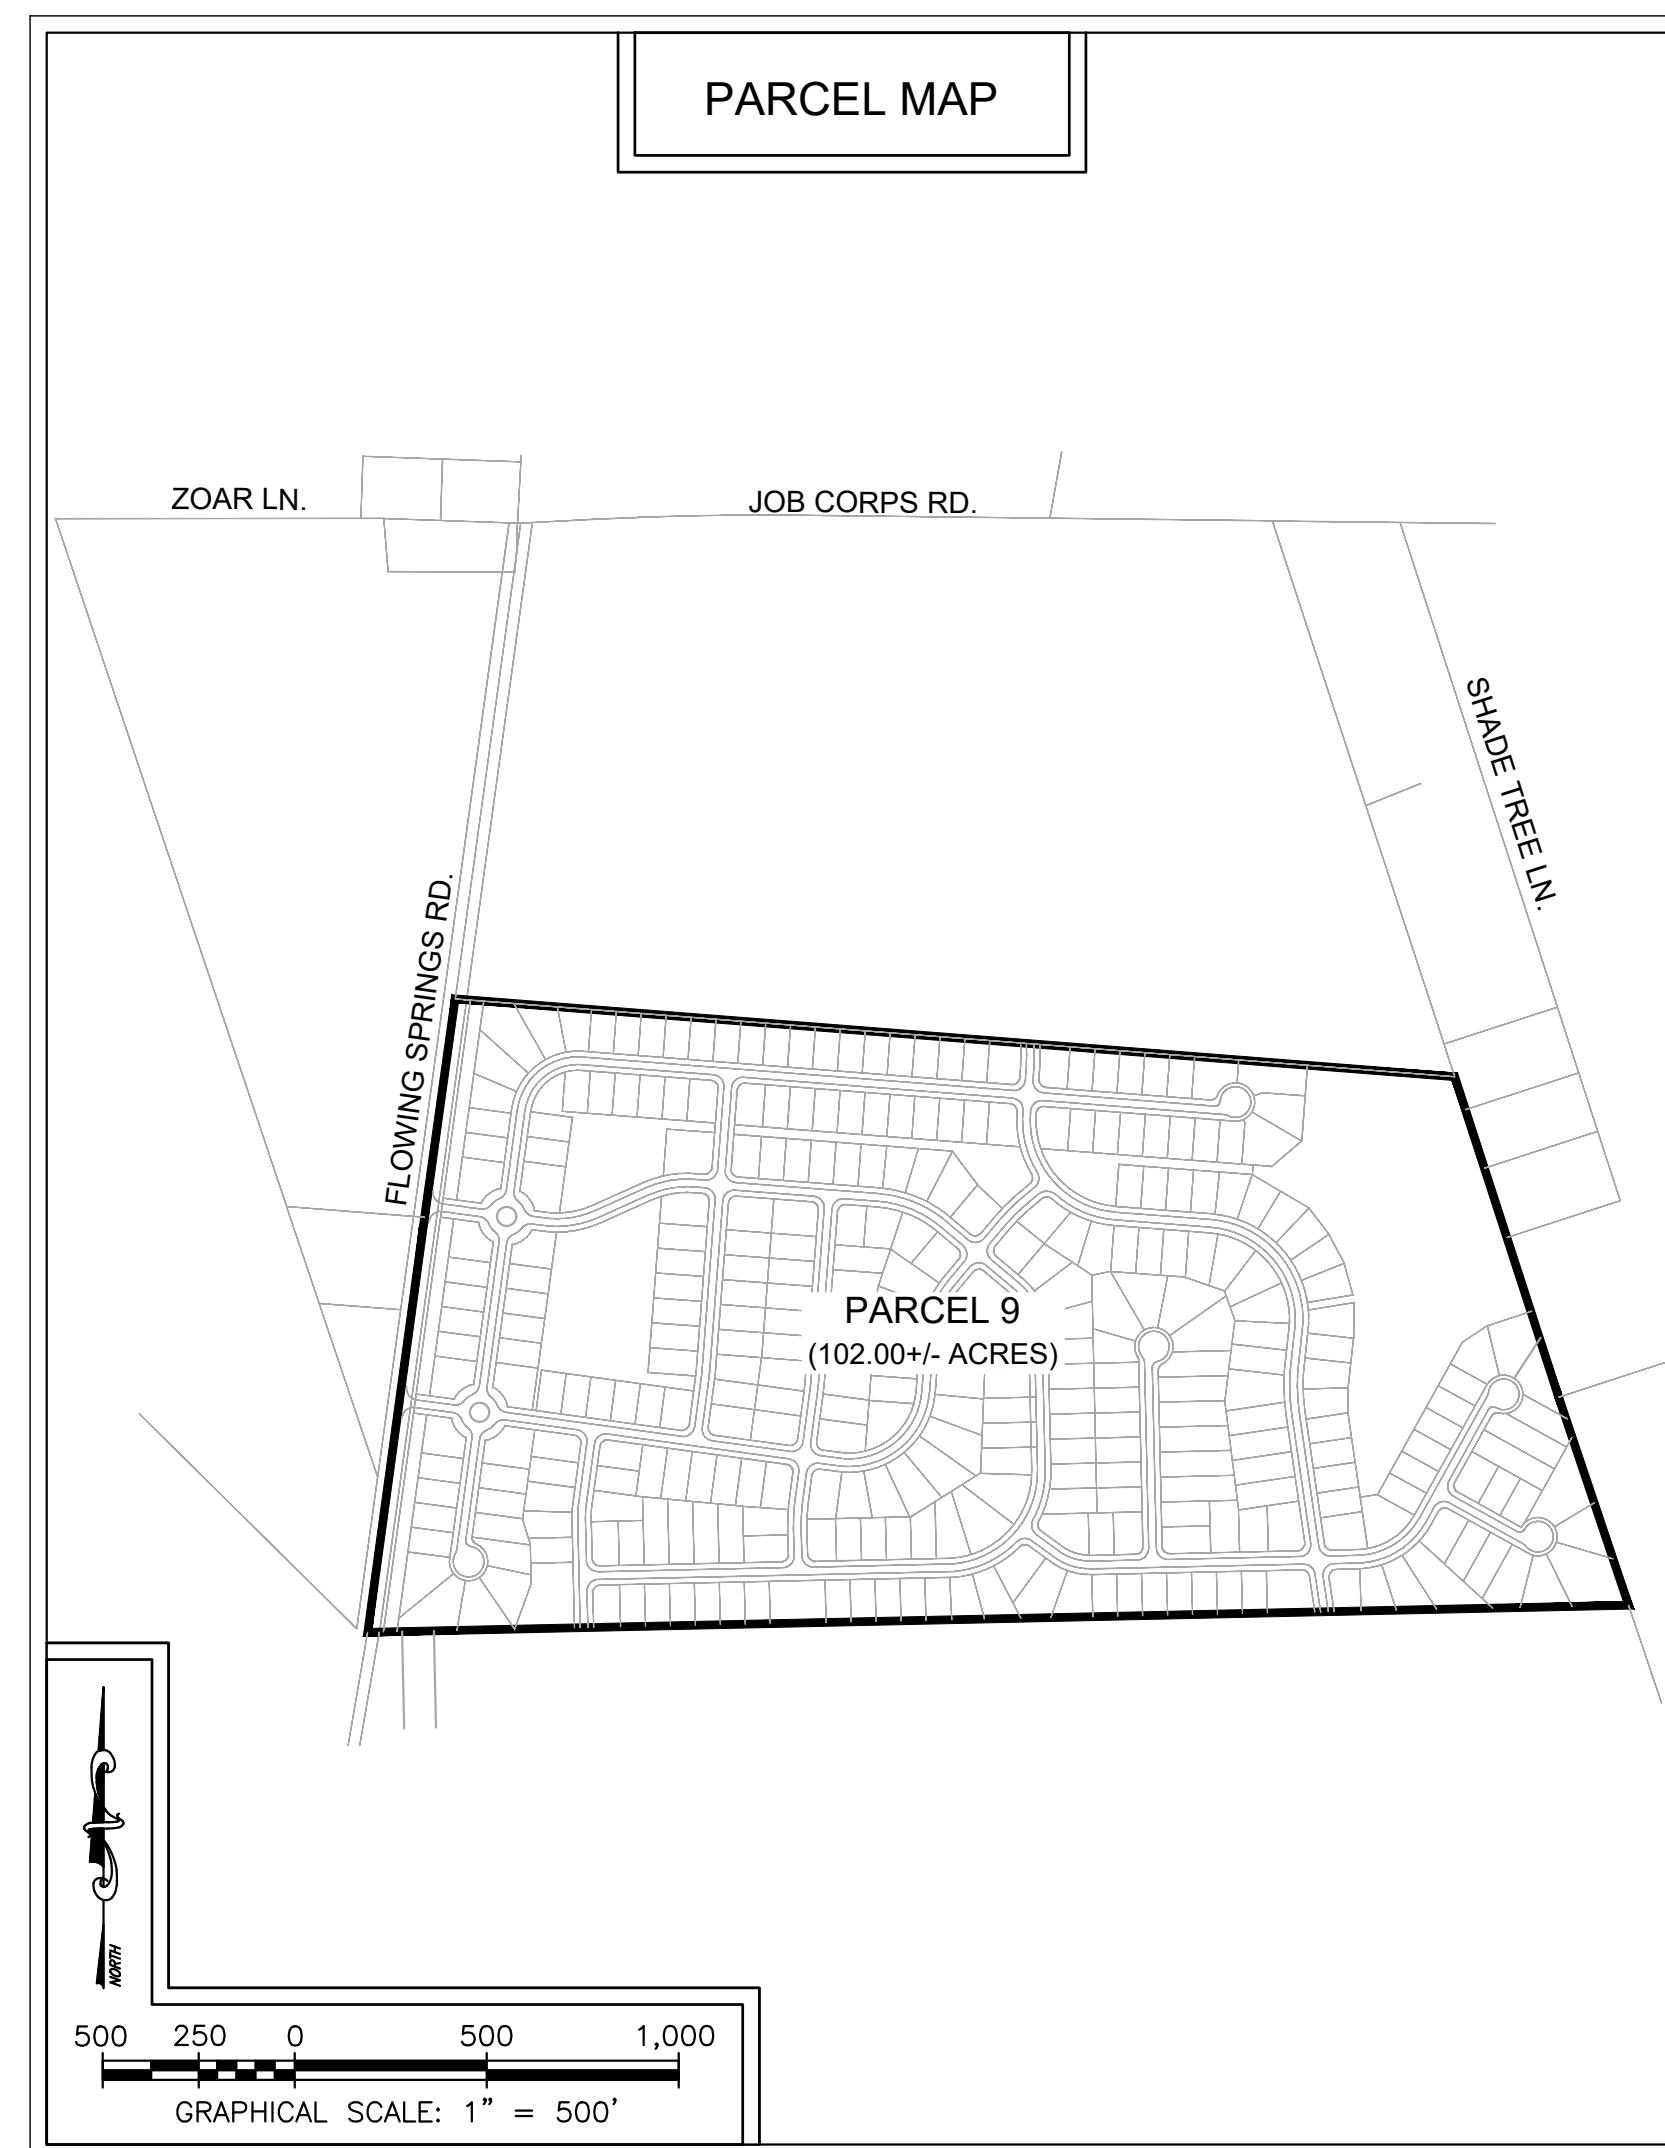 PARCEL MAP
ZOAR LN.
JOB CORPS RD.
SHADE TREE LN.
FLOWING SPRINGS RD.
PARCEL 9
(102.00+/- ACRES)
NORTH
500 250 0 500 1,000
GRAPHICAL SCALE: 1" = 500'